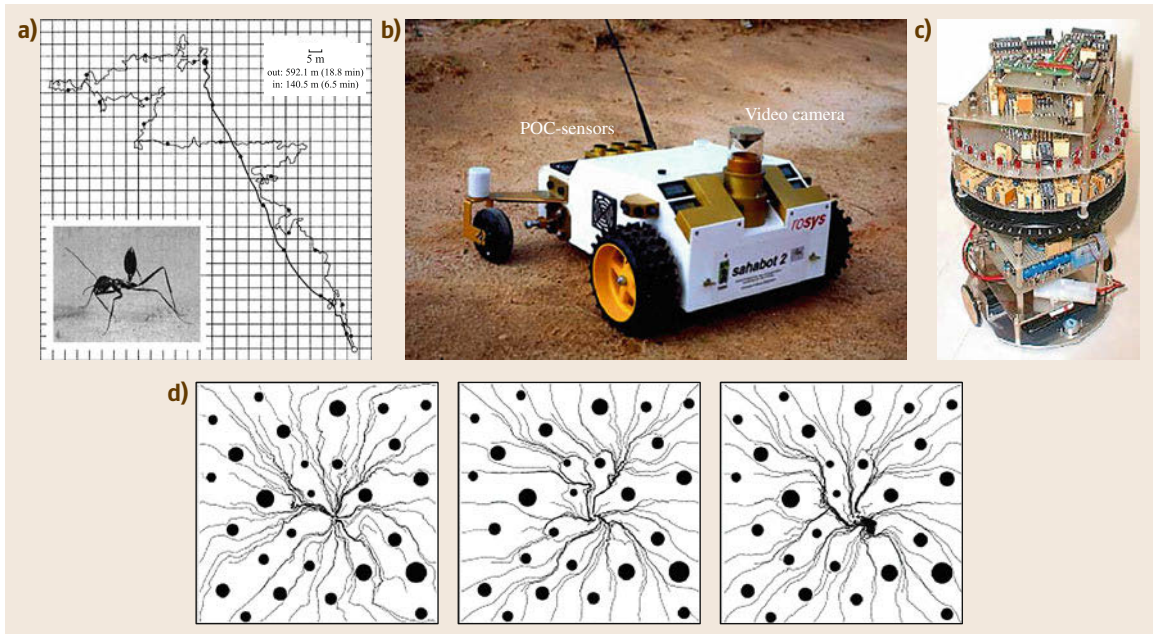 a)
5 m
out: 592.1 m (18.8 min)
in: 140.5 m (6.5 min)
b)
POC-sensors
Video camera
rosys
sahabot 2
c)
d)